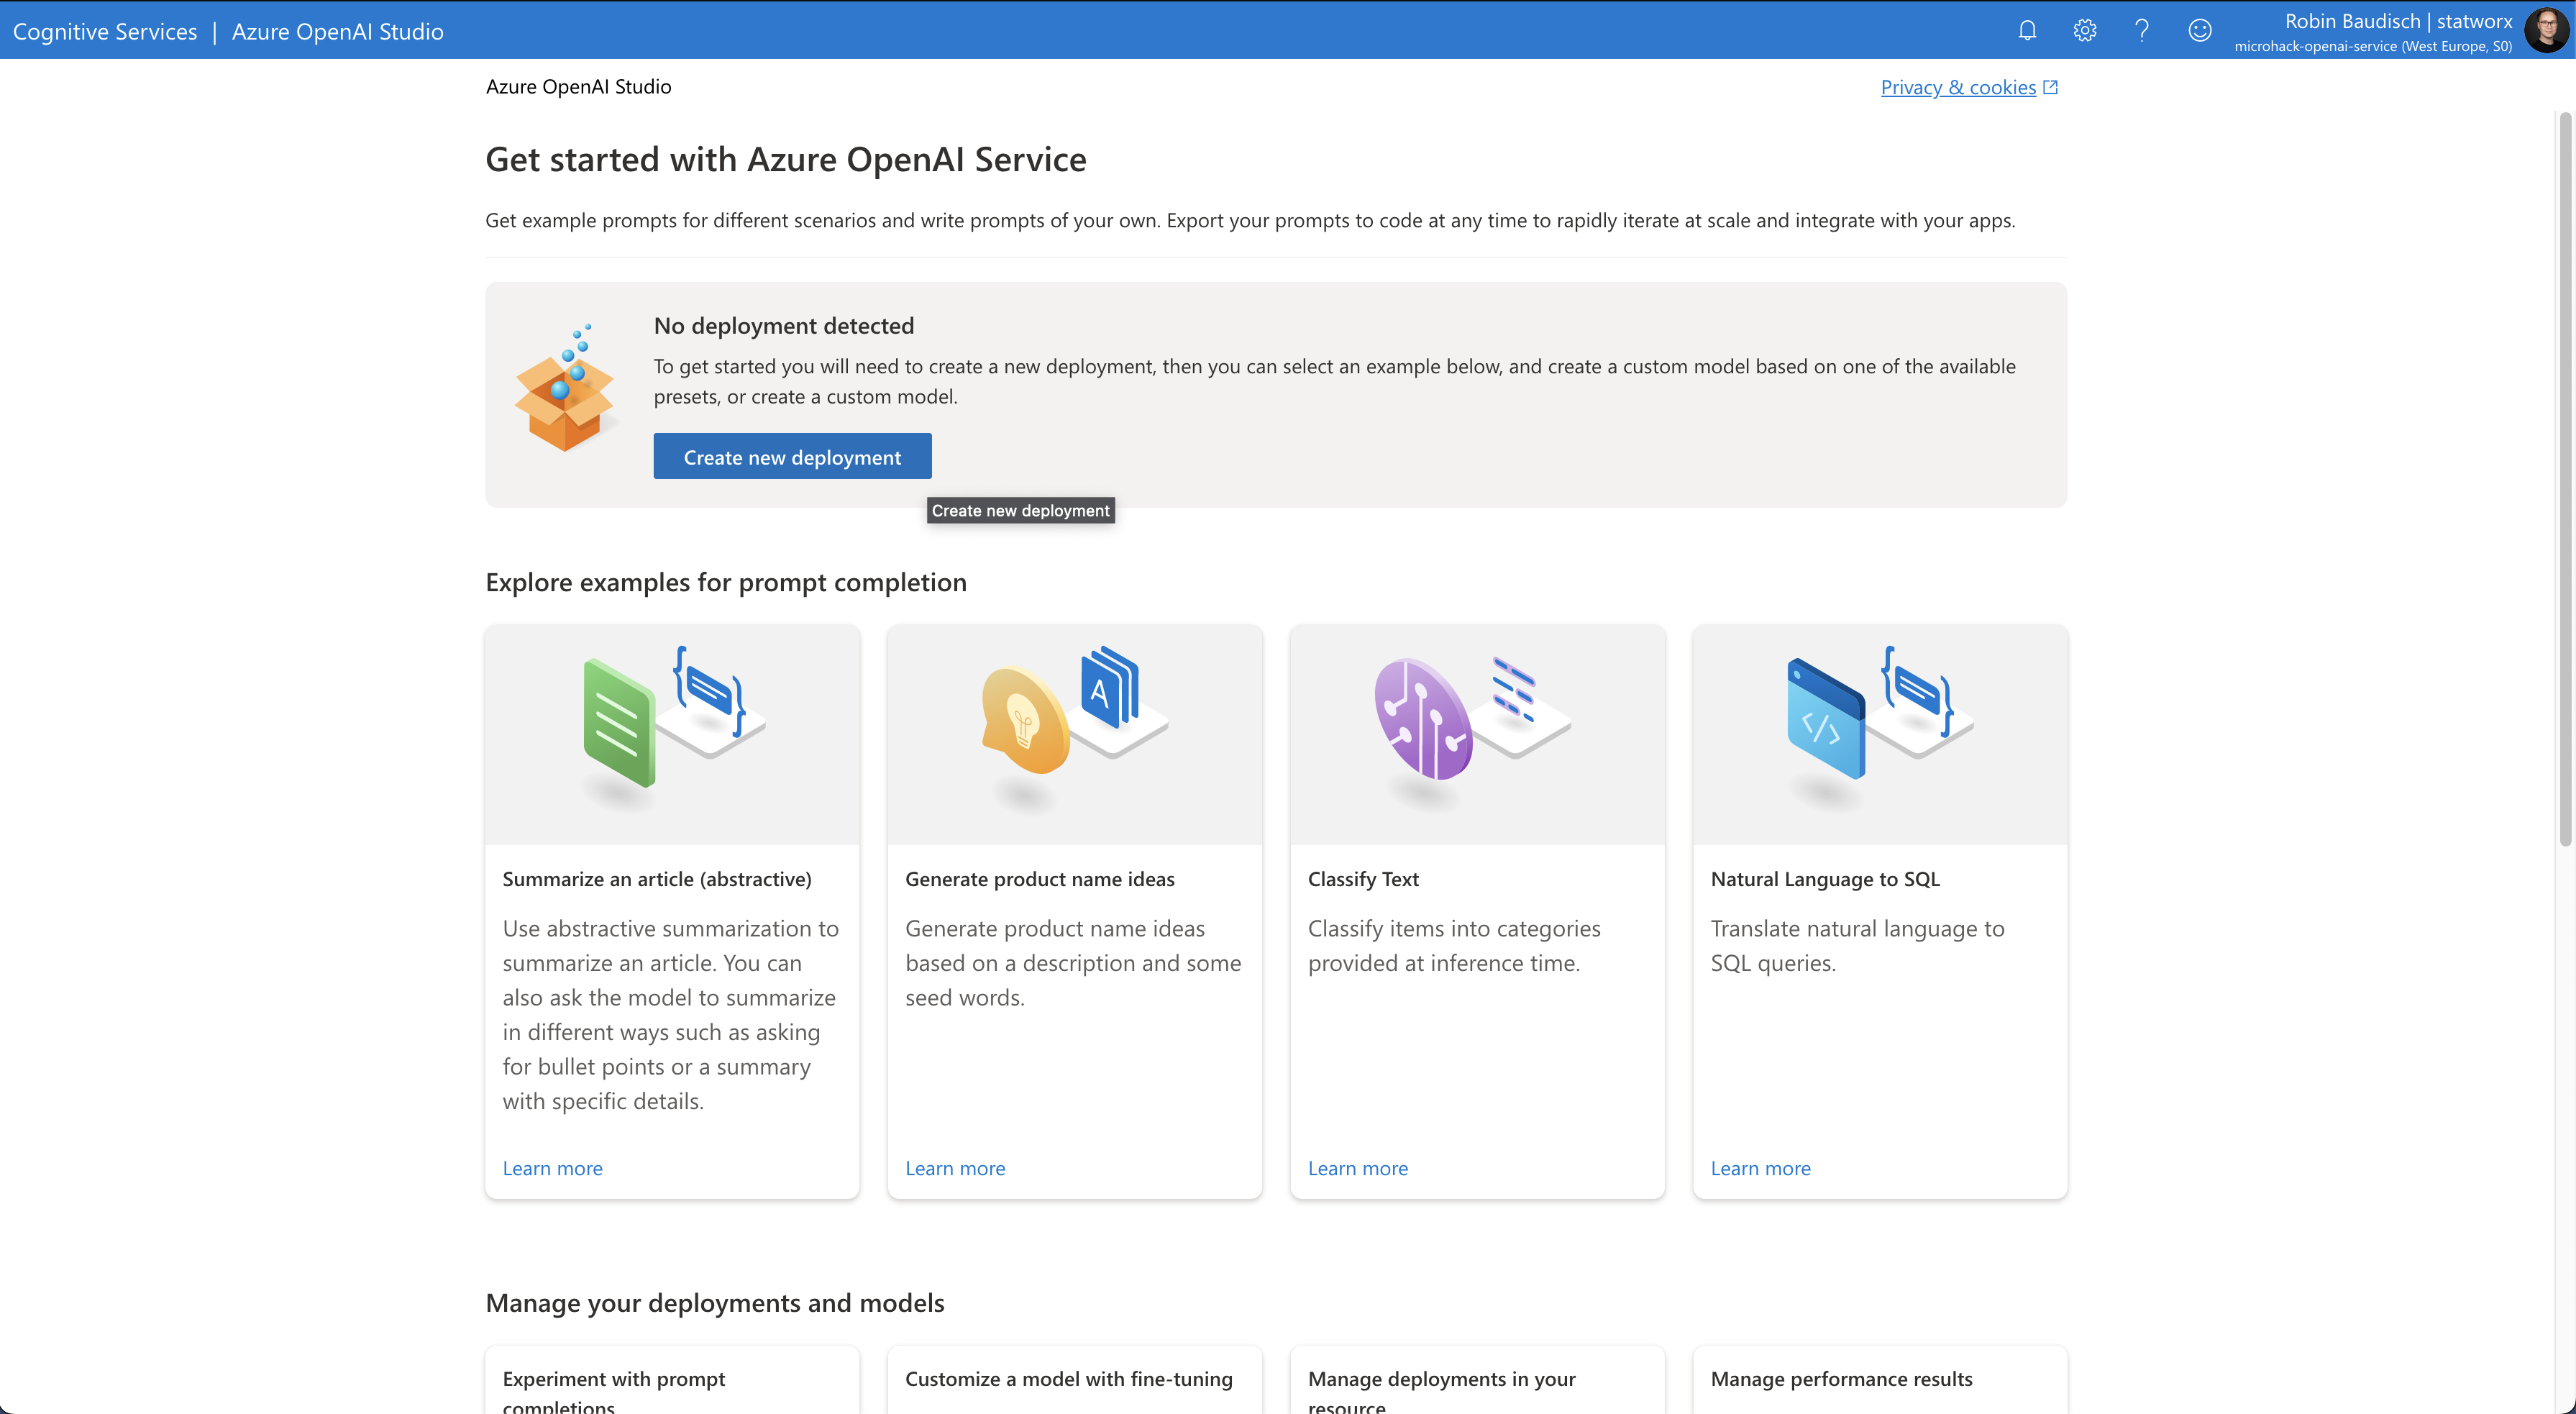 Cognitive Services | Azure OpenAI Studio
Robin Baudisch | statworx
microhack-openai-service (West Europe, S0)
Azure OpenAI Studio
Privacy & cookies
Get started with Azure OpenAI Service
Get example prompts for different scenarios and write prompts of your own. Export your prompts to code at any time to rapidly iterate at scale and integrate with your apps.
No deployment detected
To get started you will need to create a new deployment, then you can select an example below, and create a custom model based on one of the available
presets, or create a custom model.
Create new deployment
Create new deployment
Explore examples for prompt completion
A
Summarize an article (abstractive)
Use abstractive summarization to
summarize an article. You can
also ask the model to summarize
in different ways such as asking
for bullet points or a summary
with specific details.
Learn more
Generate product name ideas
Generate product name ideas
based on a description and some
seed words.
Learn more
Classify Text
Classify items into categories
provided at inference time.
Learn more
Natural Language to SQL
Translate natural language to
SQL queries.
Learn more
Manage your deployments and models
Experiment with prompt
completions
Customize a model with fine-tuning
Manage deployments in your
resource
Manage performance results